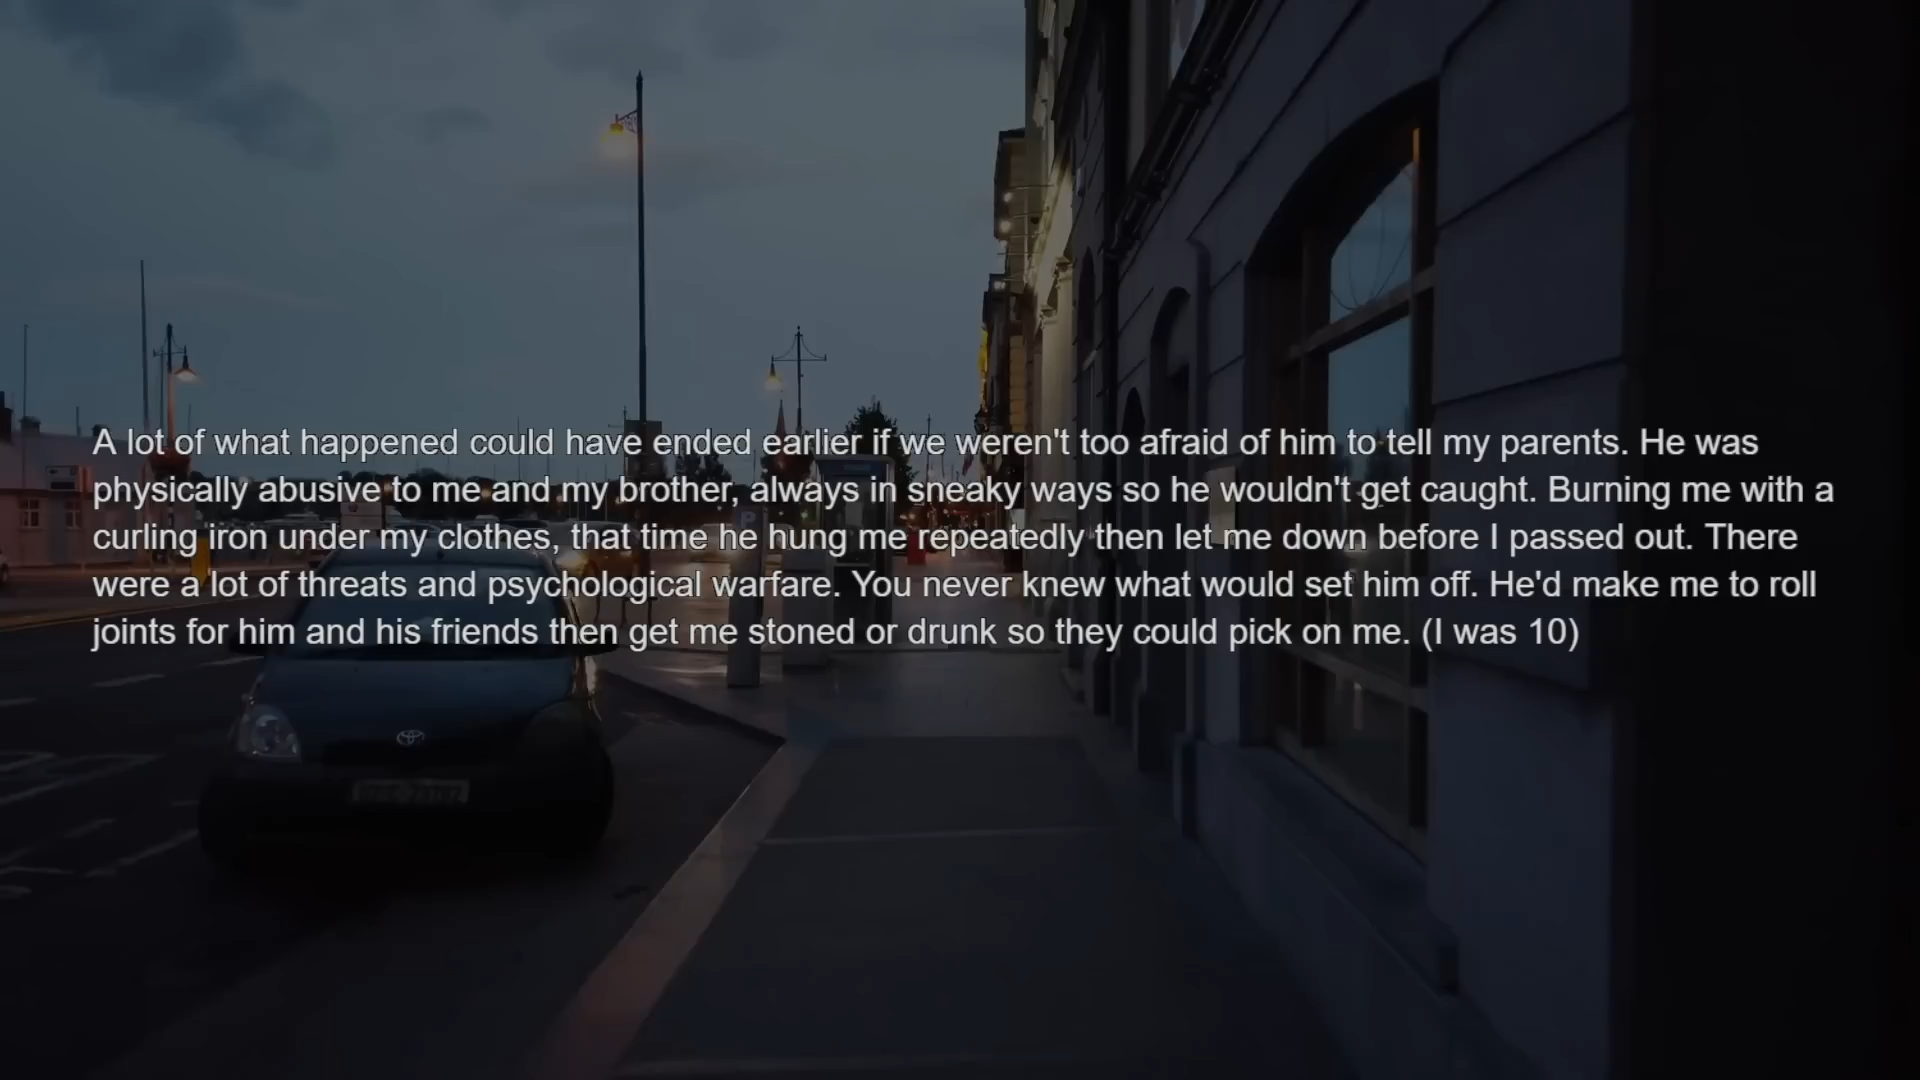 A lot of what happened could have ended earlier if we weren't too afraid of him to tell my parents. He was
physically abusive to me and my brother, always in sneaky ways so he wouldn't get caught. Burning me with a
curling iron under my clothes, that time he hung me repeatedly then let me down before I passed out. There
were a lot of threats and psychological warfare. You never knew what would set him off. He'd make me to roll
joints for him and his friends then get me stoned or drunk so they could pick on me. (I was 10)
P